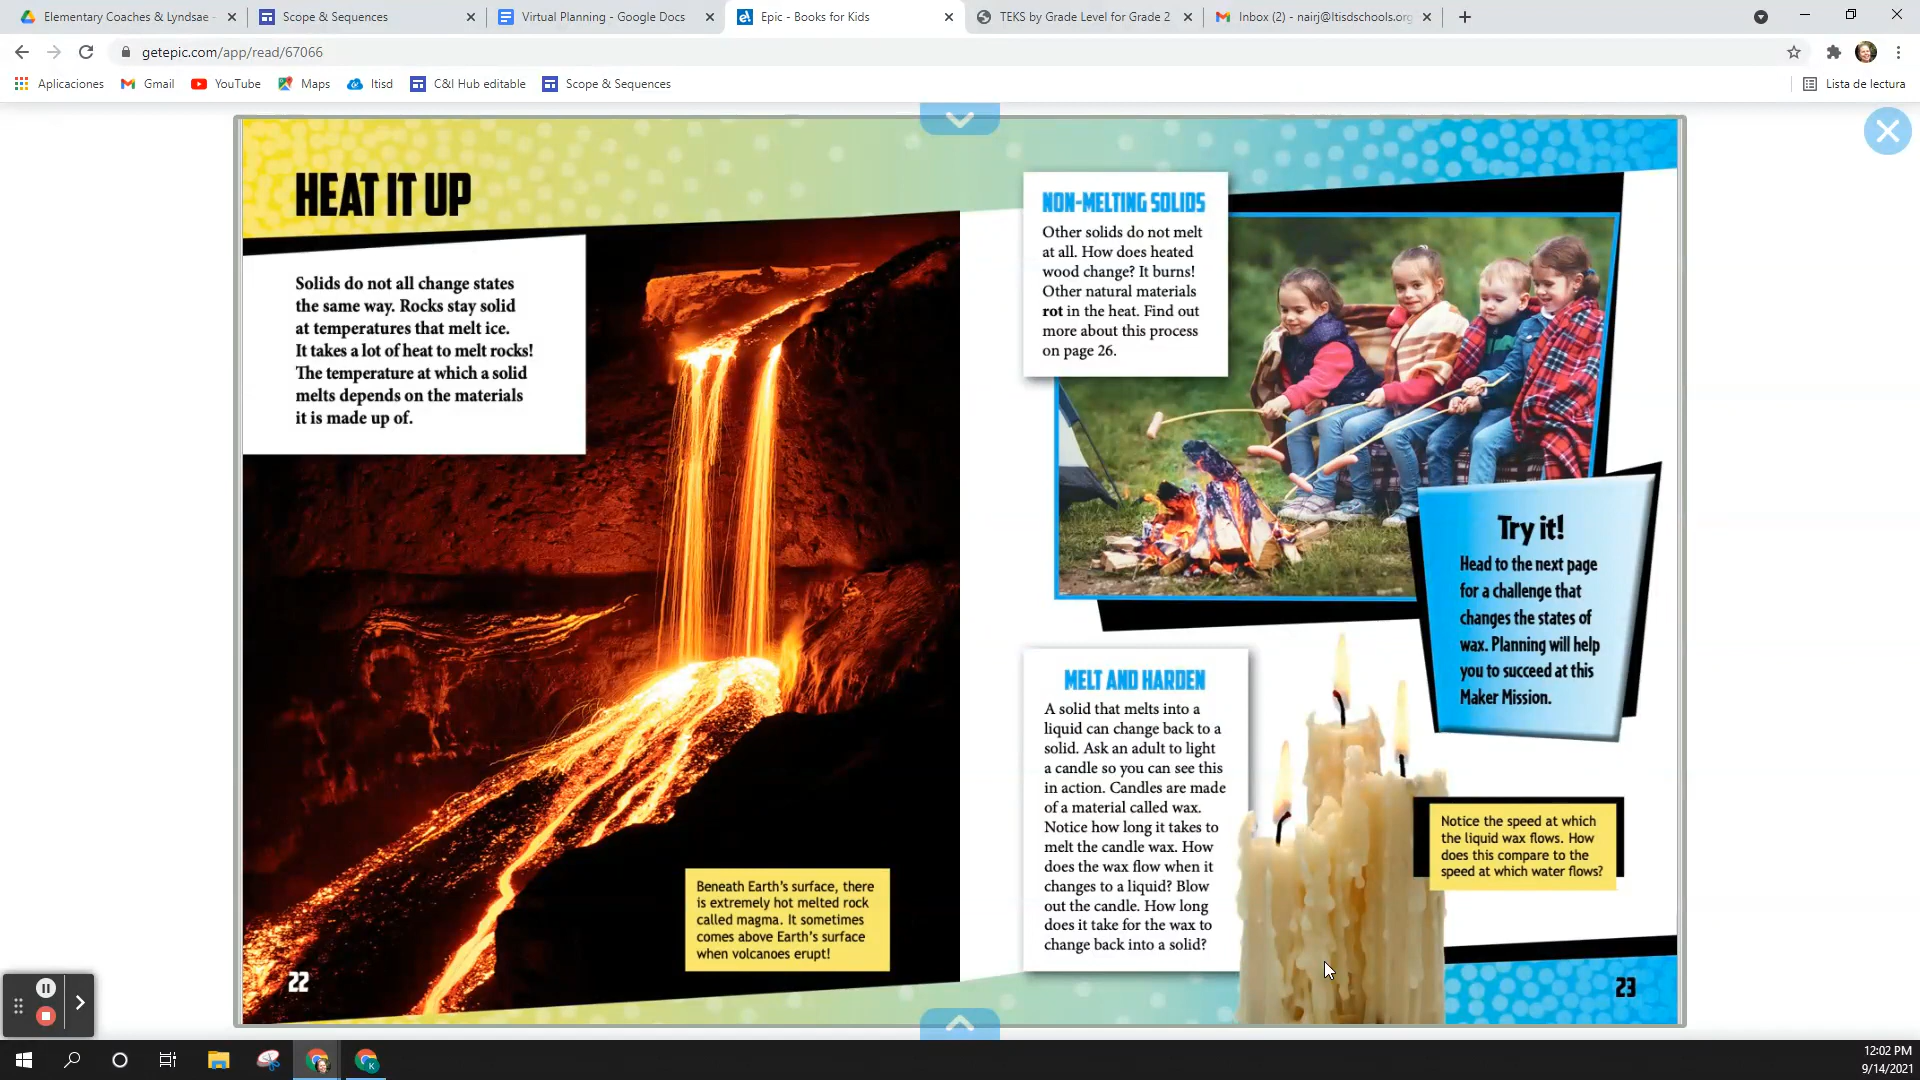 Elementary Coaches & Lyndsae -
Scope & Sequences
Virtual Planning - Google Docs
Epic - Books for Kids
TEKS by Grade Level for Grade 2
Inbox (2) - nairj@ltisdschools.org
getepic.com/app/read/67066
Aplicaciones
Gmail
YouTube
Maps
ltisd
C&I Hub editable
Scope & Sequences
Lista de lectura
HEAT IT UP
Solids do not all change states
the same way. Rocks stay solid
at temperatures that melt ice.
It takes a lot of heat to melt rocks!
The temperature at which a solid
melts depends on the materials
it is made up of.
Beneath Earth's surface, there
is extremely hot melted rock
called magma. It sometimes
comes above Earth's surface
when volcanoes erupt!
22
NON-MELTING SOLIDS
Other solids do not melt
at all. How does heated
wood change? It burns!
Other natural materials
rot in the heat. Find out
more about this process
on page 26.
Try it!
Head to the next page
for a challenge that
changes the states of
wax. Planning will help
you to succeed at this
Maker Mission.
MELT AND HARDEN
A solid that melts into a
liquid can change back to a
solid. Ask an adult to light
a candle so you can see this
in action. Candles are made
of a material called wax.
Notice how long it takes to
melt the candle wax. How
does the wax flow when it
changes to a liquid? Blow
out the candle. How long
does it take for the wax to
change back into a solid?
Notice the speed at which
the liquid wax flows. How
does this compare to the
speed at which water flows?
23
K
12:02 PM
9/14/2021